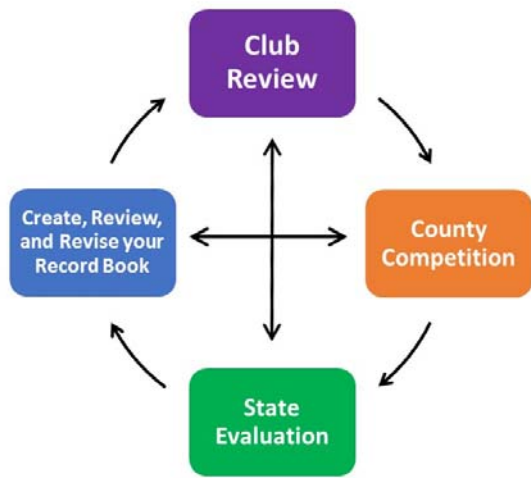 Club
Review
Create, Review,
and Revise your
Record Book
County
Competition
State
Evaluation